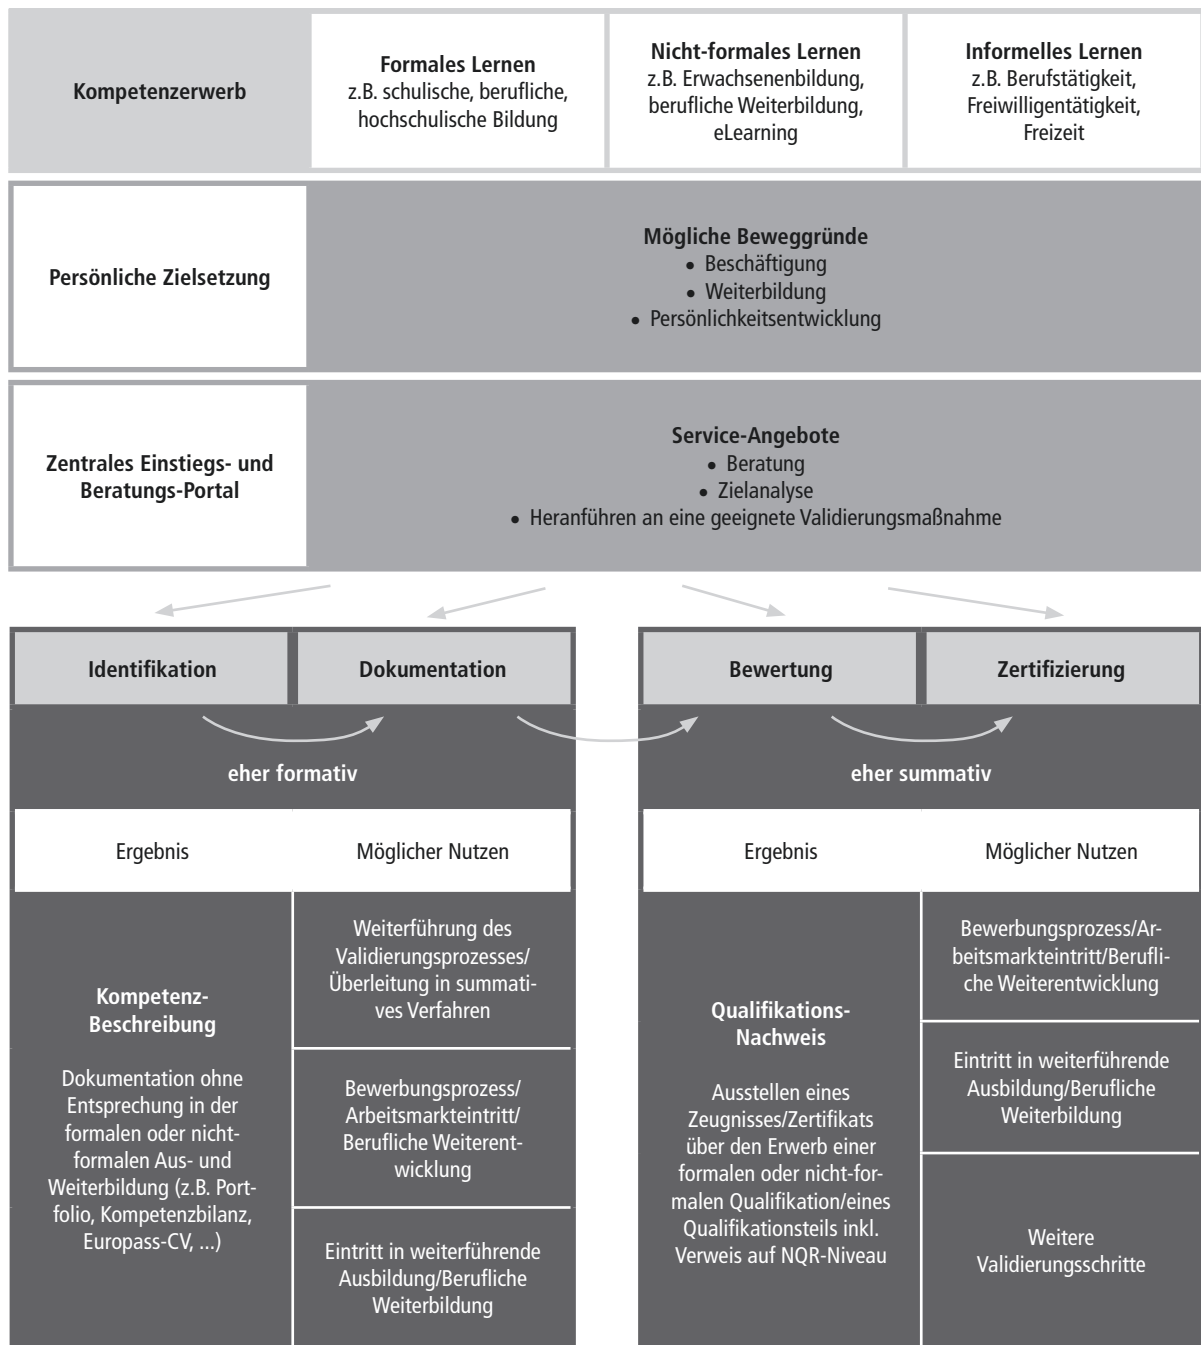 Kompetenzerwerb
Formales Lernen
z.B. schulische, berufliche,
hochschulische Bildung
Nicht-formales Lernen
z.B. Erwachsenenbildung,
berufliche Weiterbildung,
eLearning
Informelles Lernen
z.B. Berufstätigkeit,
Freiwilligentätigkeit,
Freizeit
Persönliche Zielsetzung
Mögliche Beweggründe
• Beschäftigung
• Weiterbildung
• Persönlichkeitsentwicklung
Zentrales Einstiegs- und
Beratungs-Portal
Service-Angebote
• Beratung
• Zielanalyse
• Heranführen an eine geeignete Validierungsmaßnahme
Identifikation
Dokumentation
eher formativ
Ergebnis
Möglicher Nutzen
Kompetenz-
Beschreibung
Dokumentation ohne
Entsprechung in der
formalen oder nicht-
formalen Aus- und
Weiterbildung (z.B. Port-
folio, Kompetenzbilanz,
Europass-CV, ...)
Weiterführung des
Validierungsprozesses/
Überleitung in summati-
ves Verfahren
Bewerbungsprozess/
Arbeitsmarkteintritt/
Berufliche Weiterent-
wicklung
Eintritt in weiterführende
Ausbildung/Berufliche
Weiterbildung
Bewertung
Zertifizierung
eher summativ
Ergebnis
Möglicher Nutzen
Qualifikations-
Nachweis
Ausstellen eines
Zeugnisses/Zertifikats
über den Erwerb einer
formalen oder nicht-for-
malen Qualifikation/eines
Qualifikationsteils inkl.
Verweis auf NQR-Niveau
Bewerbungsprozess/Ar-
beitsmarkteintritt/Berufli-
che Weiterentwicklung
Eintritt in weiterführende
Ausbildung/Berufliche
Weiterbildung
Weitere
Validierungsschritte